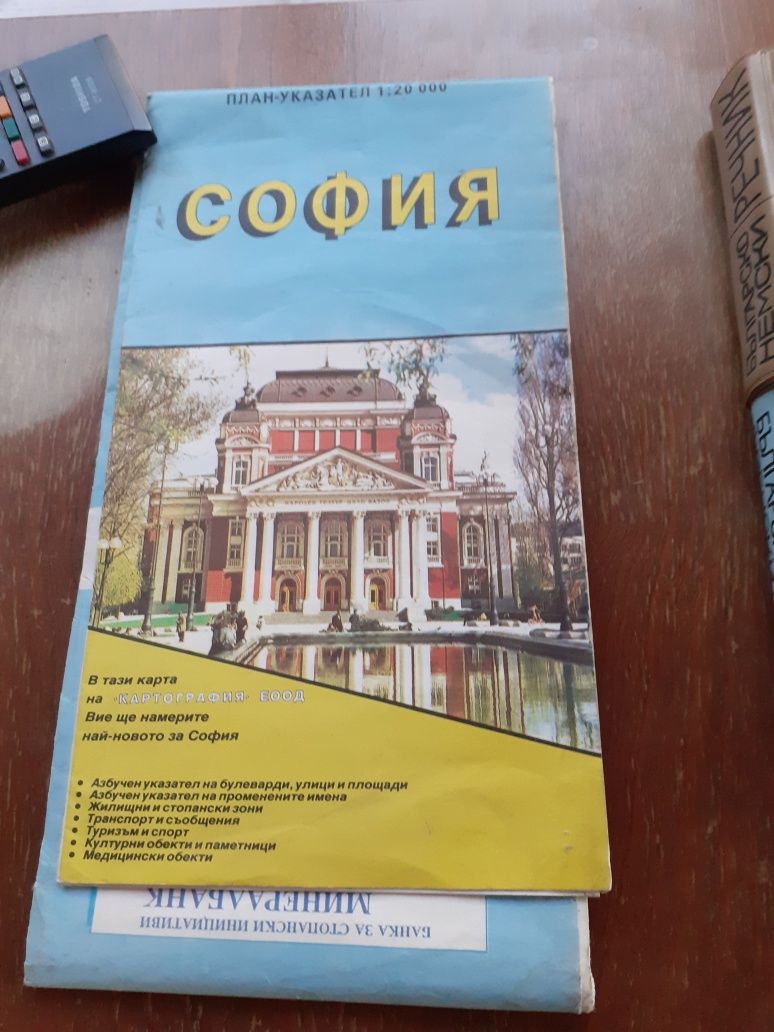 ПЛАН-УКАЗАТЕЛ 1:20 000
СОФИЯ
В тази карта
на "КАРТОГРАФИЯ" ЕООД
Вие ще намерите
най-новото за София
• Азбучен указател на булеварди, улици и площади
• Азбучен указател на променените имена
• Жилищни и стопански зони
• Транспорт и съобщения
• Туризъм и спорт
• Културни обекти и паметници
• Медицински обекти
БАНКА ЗА СТОПАНСКИ ИНИЦИАТИВИ
МИНЕРАЛБАНК
TOSHIBA
БЪЛГАРСКО
НЕМСКИ
РЕЧНИК